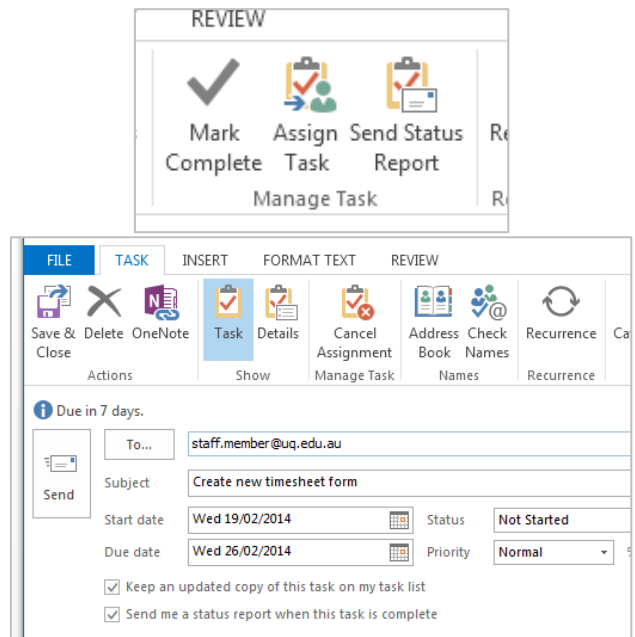 REVIEW
Mark Complete
Assign Task
Send Status Report
Manage Task
FILE TASK INSERT FORMAT TEXT REVIEW
Save & Close
Delete
OneNote
Task
Details
Cancel Assignment
Address Book
Check Names
Recurrence
Actions Show Manage Task Names Recurrence
Due in 7 days.
Send
To... staff.member@uq.edu.au
Subject Create new timesheet form
Start date Wed 19/02/2014 Status Not Started
Due date Wed 26/02/2014 Priority Normal
Keep an updated copy of this task on my task list
Send me a status report when this task is complete